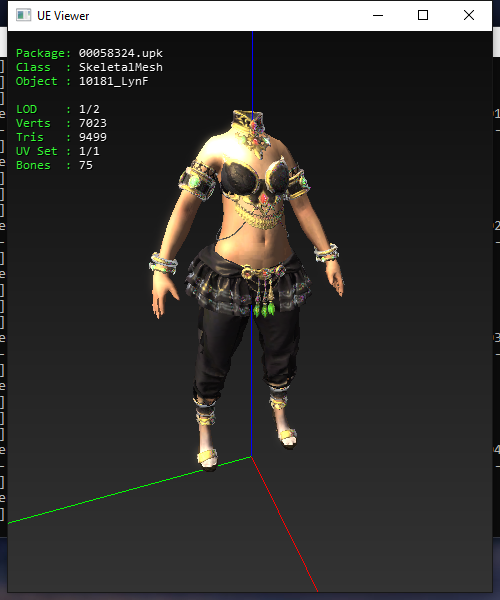 UE Viewer
Package: 00058324.upk
Class : SkeletalMesh
Object : 10181_LynF
LOD : 1/2
Verts : 7023
Tris : 9499
UV Set : 1/1
Bones : 75